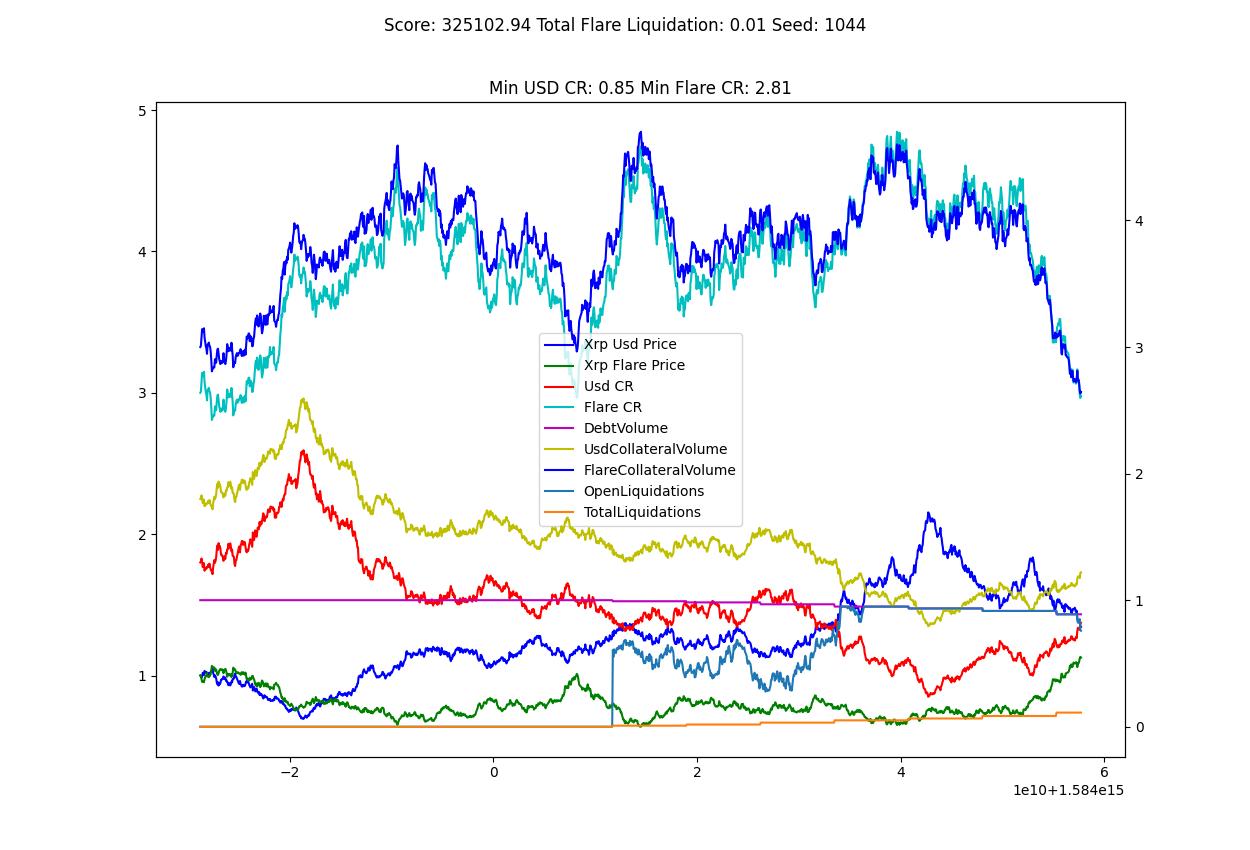 Score: 325102.94 Total Flare Liquidation: 0.01 Seed: 1044
Min USD CR: 0.85 Min Flare CR: 2.81
5
4
3
2
1
4
3
2
1
0
Xrp Usd Price
Xrp Flare Price
Usd CR
Flare CR
DebtVolume
UsdCollateralVolume
FlareCollateralVolume
OpenLiquidations
TotalLiquidations
−2 0 2 4 6
1e10+1.584e15